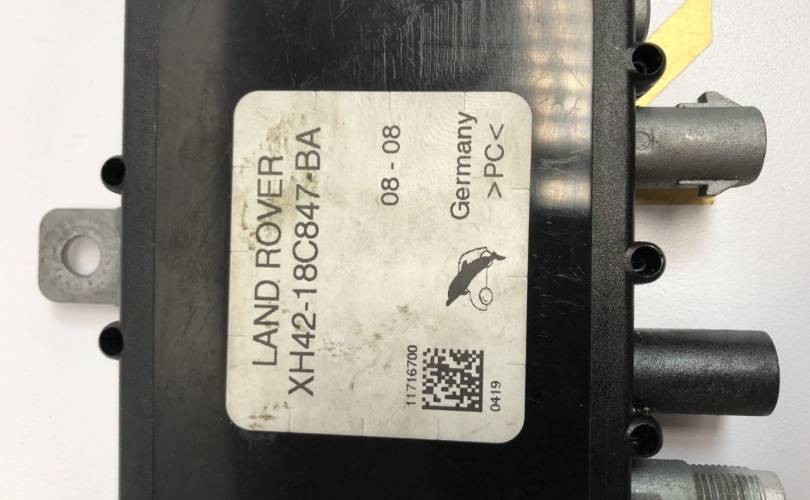 LAND ROVER
XH42-18C847-BA
08 - 08
Germany
>PC<
11716700
0419